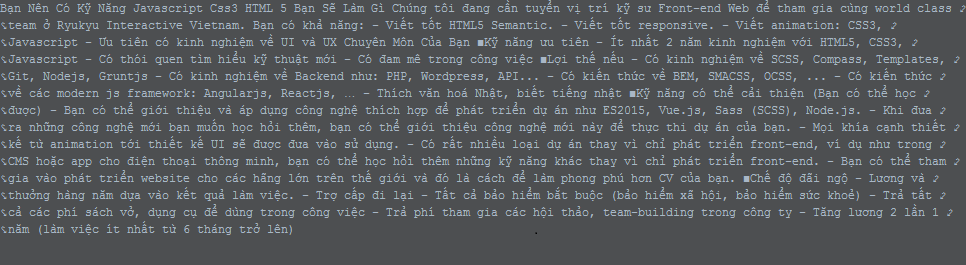 Bạn Nên Có Kỹ Năng Javascript Css3 HTML 5 Bạn Sẽ Làm Gì Chúng tôi đang cần tuyển vị trí kỹ sư Front-end Web để tham gia cùng world class
team ở Ryukyu Interactive Vietnam. Bạn có khả năng: - Viết tốt HTML5 Semantic. - Viết tốt responsive. - Viết animation: CSS3,
Javascript - Ưu tiên có kinh nghiệm về UI và UX Chuyên Môn Của Bạn ■Kỹ năng ưu tiên - Ít nhất 2 năm kinh nghiệm với HTML5, CSS3,
Javascript - Có thói quen tìm hiểu kỹ thuật mới - Có đam mê trong công việc ■Lợi thế nếu - Có kinh nghiệm về SCSS, Compass, Templates,
Git, Nodejs, Gruntjs - Có kinh nghiệm về Backend như: PHP, Wordpress, API... - Có kiến thức về BEM, SMACSS, OCSS, ... - Có kiến thức
về các modern js framework: Angularjs, Reactjs, … - Thích văn hoá Nhật, biết tiếng nhật ■Kỹ năng có thể cải thiện (Bạn có thể học
được) - Bạn có thể giới thiệu và áp dụng công nghệ thích hợp để phát triển dự án như ES2015, Vue.js, Sass (SCSS), Node.js. - Khi đưa
ra những công nghệ mới bạn muốn học hỏi thêm, bạn có thể giới thiệu công nghệ mới này để thực thi dự án của bạn. - Mọi khía cạnh thiết
kế từ animation tới thiết kế UI sẽ được đưa vào sử dụng. - Có rất nhiều loại dự án thay vì chỉ phát triển front-end, ví dụ như trong
CMS hoặc app cho điện thoại thông minh, bạn có thể học hỏi thêm những kỹ năng khác thay vì chỉ phát triển front-end. - Bạn có thể tham
gia vào phát triển website cho các hãng lớn trên thế giới và đó là cách để làm phong phú hơn CV của bạn. ■Chế độ đãi ngộ - Lương và
thưởng hàng năm dựa vào kết quả làm việc. - Trợ cấp đi lại - Tất cả bảo hiểm bắt buộc (bảo hiểm xã hội, bảo hiểm sức khoẻ) - Trả tất
cả các phí sách vở, dụng cụ để dùng trong công việc - Trả phí tham gia các hội thảo, team-building trong công ty - Tăng lương 2 lần 1
năm (làm việc ít nhất từ 6 tháng trở lên)